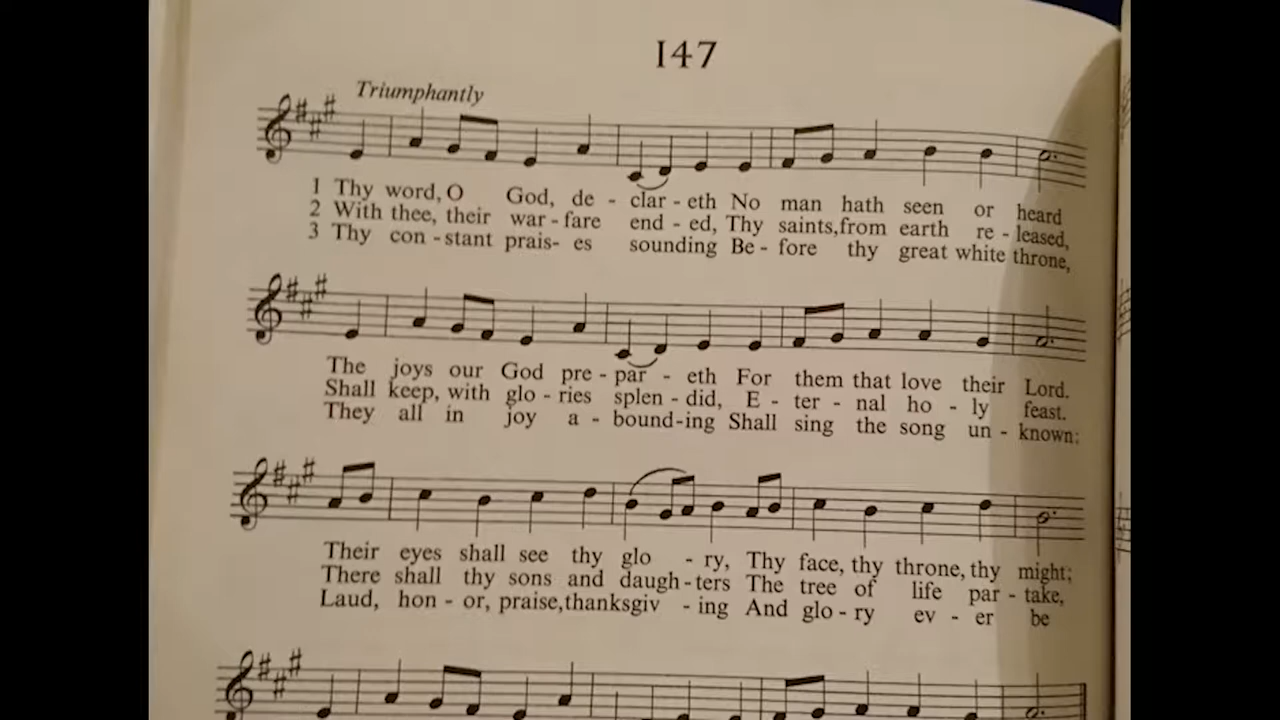 147
Triumphantly
1 Thy word, O God, de - clar - eth No man hath seen or heard
2 With thee, their war - fare end - ed, Thy saints, from earth re - leased,
3 Thy con - stant prais - es sounding Be - fore thy great white throne,
The joys our God pre - par - eth For them that love their Lord.
Shall keep, with glo - ries splen - did, E - ter - nal ho - ly feast.
They all in joy a - bound - ing Shall sing the song un - known:
Their eyes shall see thy glo - ry, Thy face, thy throne, thy might;
There shall thy sons and daugh - ters The tree of life par - take,
Laud, hon - or, praise, thanksgiv - ing And glo - ry ev - er be